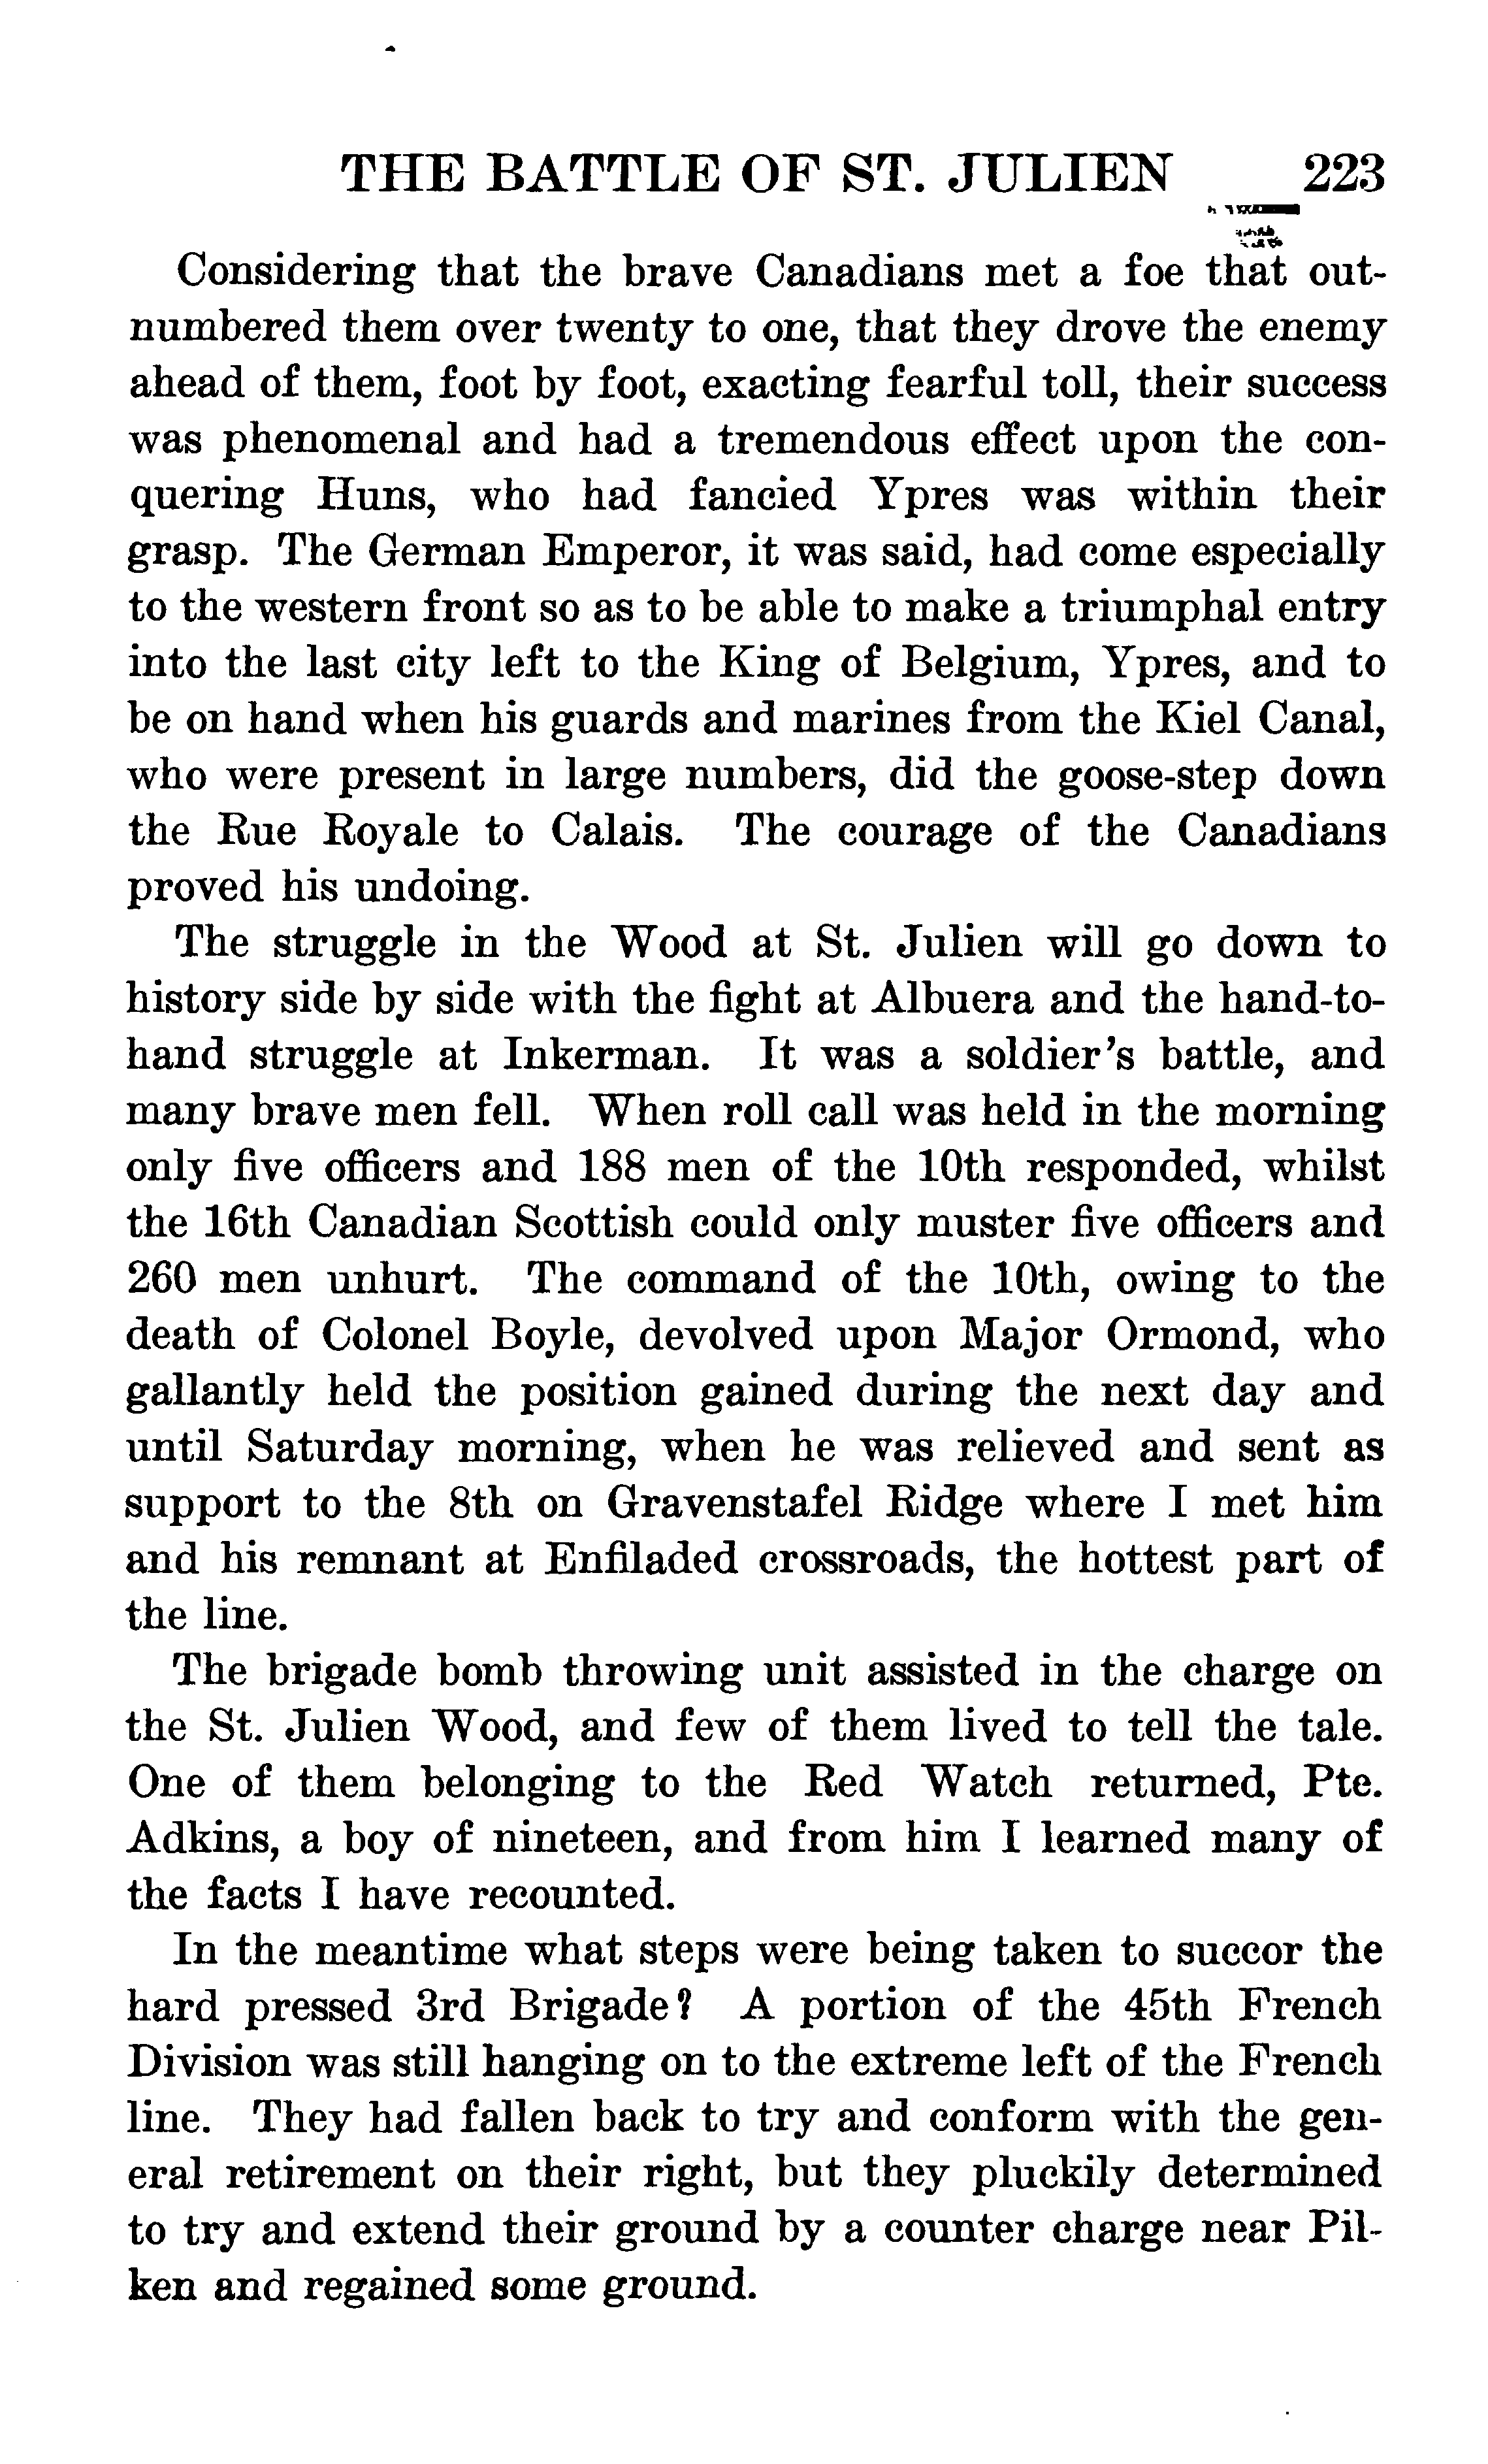 THE BATTLE OF ST. JULIEN 223
Considering that the brave Canadians met a foe that out-
numbered them over twenty to one, that they drove the enemy
ahead of them, foot by foot, exacting fearful toll, their success
was phenomenal and had a tremendous effect upon the con-
quering Huns, who had fancied Ypres was within their
grasp. The German Emperor, it was said, had come especially
to the western front so as to be able to make a triumphal entry
into the last city left to the King of Belgium, Ypres, and to
be on hand when his guards and marines from the Kiel Canal,
who were present in large numbers, did the goose-step down
the Rue Royale to Calais. The courage of the Canadians
proved his undoing.
The struggle in the Wood at St. Julien will go down to
history side by side with the fight at Albuera and the hand-to-
hand struggle at Inkerman. It was a soldier's battle, and
many brave men fell. When roll call was held in the morning
only five officers and 188 men of the 10th responded, whilst
the 16th Canadian Scottish could only muster five officers and
260 men unhurt. The command of the 10th, owing to the
death of Colonel Boyle, devolved upon Major Ormond, who
gallantly held the position gained during the next day and
until Saturday morning, when he was relieved and sent as
support to the 8th on Gravenstafel Ridge where I met him
and his remnant at Enfiladed crossroads, the hottest part of
the line.
The brigade bomb throwing unit assisted in the charge on
the St. Julien Wood, and few of them lived to tell the tale.
One of them belonging to the Red Watch returned, Pte.
Adkins, a boy of nineteen, and from him I learned many of
the facts I have recounted.
In the meantime what steps were being taken to succor the
hard pressed 3rd Brigade? A portion of the 45th French
Division was still hanging on to the extreme left of the French
line. They had fallen back to try and conform with the gen-
eral retirement on their right, but they pluckily determined
to try and extend their ground by a counter charge near Pil-
ken and regained some ground.